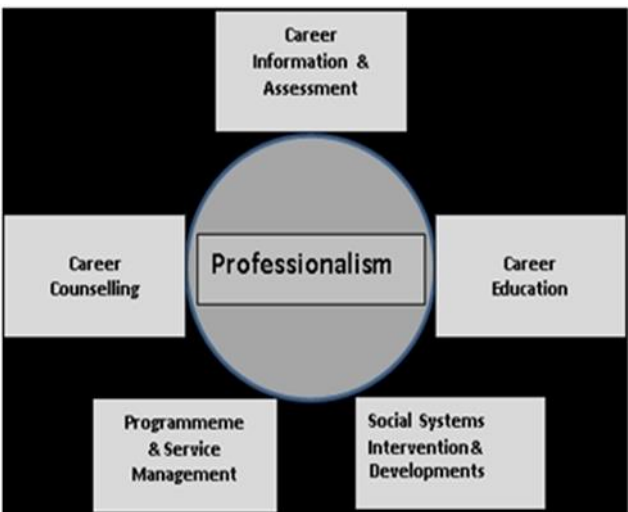 Career
Information &
Assessment
Career
Counselling
Professionalism
Career
Education
Programmeme
& Service
Management
Social Systems
Intervention&
Developments